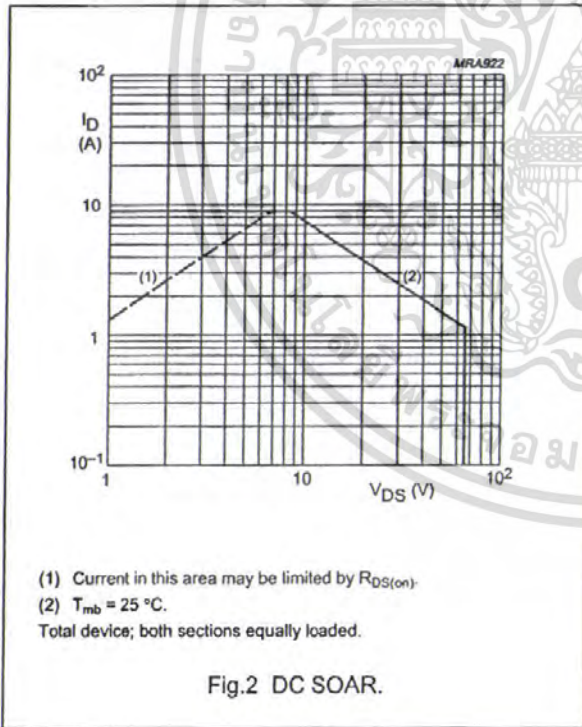 MRA922
10²
I_D
(A)
10
(1)
(2)
1
10⁻¹
1
10
V_DS (V)
10²
(1) Current in this area may be limited by R_DS(on).
(2) T_mb = 25 °C.
Total device; both sections equally loaded.
Fig.2 DC SOAR.